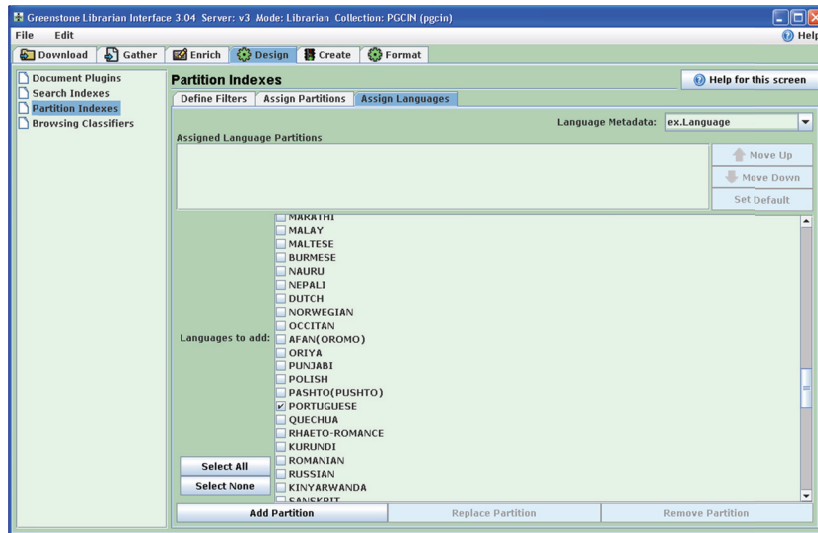 Greenstone Librarian Interface 3.04 Server: v3 Mode: Librarian Collection: PGCIN (pgcin)
File Edit Help
Download Gather Enrich Design Create Format
Document Plugins
Search Indexes
Partition Indexes
Browsing Classifiers
Partition Indexes
Help for this screen
Define Filters Assign Partitions Assign Languages
Language Metadata: ex.Language
Assigned Language Partitions
Move Up
Move Down
Set Default
Languages to add:
MARATHI
MALAY
MALTESE
BURMESE
NAURU
NEPALI
DUTCH
NORWEGIAN
OCCITAN
AFAN(OROMO)
ORIYA
PUNJABI
POLISH
PASHTO(PUSHTO)
PORTUGUESE
QUECHUA
RHAETO-ROMANCE
KURUNDI
ROMANIAN
RUSSIAN
KINYARWANDA
SANSKRIT
Select All
Select None
Add Partition Replace Partition Remove Partition